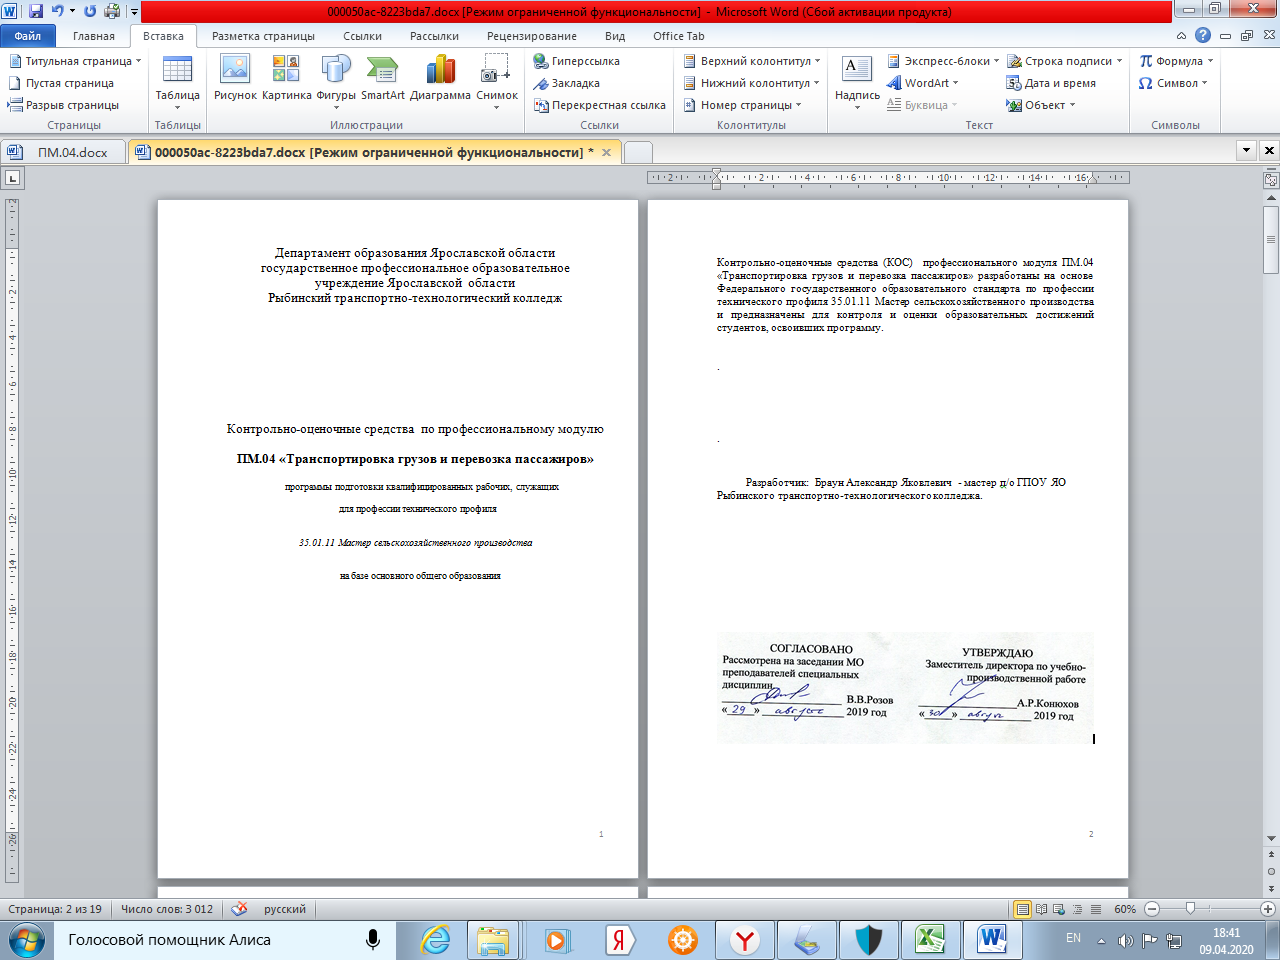 000050ac-8223bda7.docx [Режим ограниченной функциональности] - Microsoft Word (Сбой активации продукта)
Файл Главная Вставка Разметка страницы Ссылки Рассылки Рецензирование Вид Office Tab
Титульная страница
Пустая страница
Разрыв страницы
Страницы
Таблица
Таблицы
Рисунок Картинка Фигуры SmartArt Диаграмма Снимок
Иллюстрации
Гиперссылка
Закладка
Перекрестная ссылка
Ссылки
Верхний колонтитул
Нижний колонтитул
Номер страницы
Колонтитулы
Надпись
Экспресс-блоки
WordArt
Буквица
Строка подписи
Дата и время
Объект
Текст
Формула
Символ
Символы
ПМ.04.docx
000050ac-8223bda7.docx [Режим ограниченной функциональности] *
Департамент образования Ярославской области
государственное профессиональное образовательное
учреждение Ярославской области
Рыбинский транспортно-технологический колледж
Контрольно-оценочные средства по профессиональному модулю
ПМ.04 «Транспортировка грузов и перевозка пассажиров»
программы подготовки квалифицированных рабочих, служащих
для профессии технического профиля
35.01.11 Мастер сельскохозяйственного производства
на базе основного общего образования
1
Контрольно-оценочные средства (КОС) профессионального модуля ПМ.04
«Транспортировка грузов и перевозка пассажиров» разработаны на основе
Федерального государственного образовательного стандарта по профессии
технического профиля 35.01.11 Мастер сельскохозяйственного производства
и предназначены для контроля и оценки образовательных достижений
студентов, освоивших программу.
.
.
Разработчик: Браун Александр Яковлевич - мастер п/о ГПОУ ЯО
Рыбинского транспортно-технологического колледжа.
СОГЛАСОВАНО
Рассмотрена на заседании МО
преподавателей специальных
дисциплин
В.В.Розов
«29» август 2019 год
УТВЕРЖДАЮ
Заместитель директора по учебно-
производственной работе
А.Р.Конюхов
«30» август 2019 год
2
Страница: 2 из 19 Число слов: 3 012 русский 60%
Голосовой помощник Алиса
EN
18:41
09.04.2020